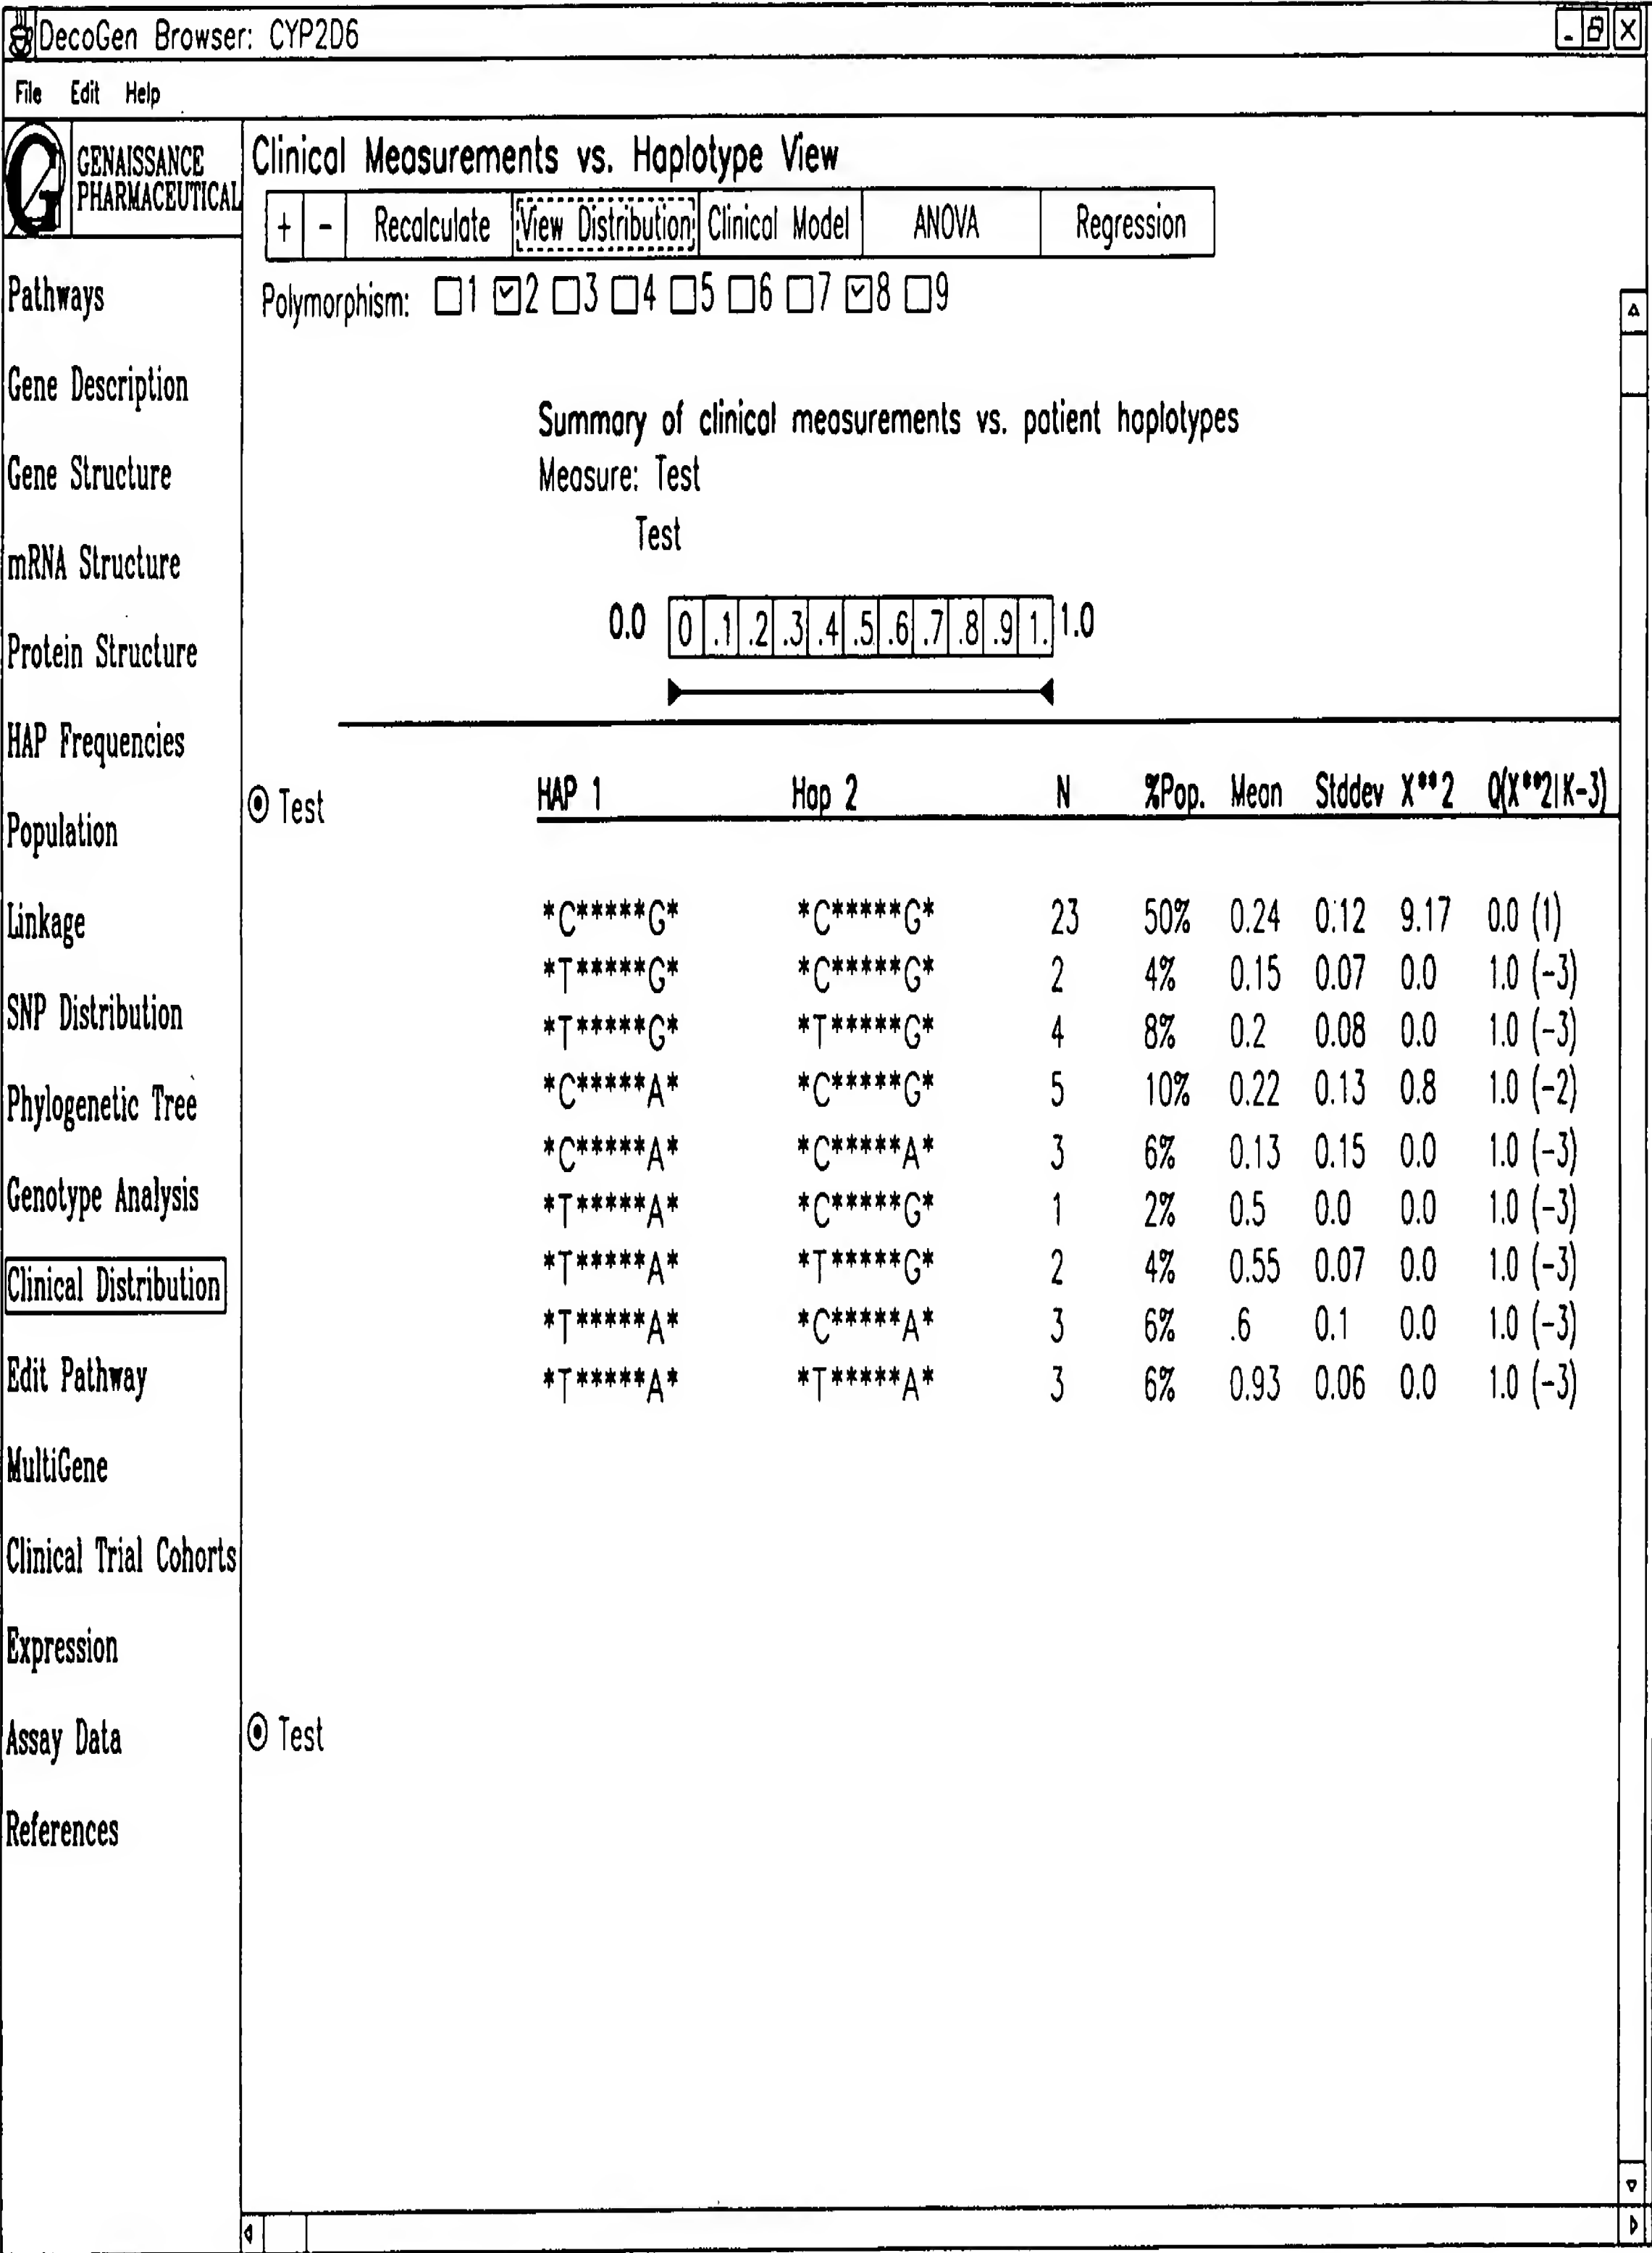 DecoGen Browser: CYP2D6
File Edit Help
GENAISSANCE
PHARMACEUTICAL
Clinical Measurements vs. Haplotype View
+ - Recalculate View Distribution Clinical Model ANOVA Regression
Polymorphism: 1 2 3 4 5 6 7 8 9
Pathways
Gene Description
Gene Structure
mRNA Structure
Protein Structure
HAP Frequencies
Population
Linkage
SNP Distribution
Phylogenetic Tree
Genotype Analysis
Clinical Distribution
Edit Pathway
MultiGene
Clinical Trial Cohorts
Expression
Assay Data
References
Summary of clinical measurements vs. patient haplotypes
Measure: Test
Test
0.0 0 .1 .2 .3 .4 .5 .6 .7 .8 .9 1. 1.0
Test
HAP 1 Hap 2 N %Pop. Mean Stddev X**2 Q(X**2|K-3)
*C*****G* *C*****G* 23 50% 0.24 0.12 9.17 0.0 (1)
*T*****G* *C*****G* 2 4% 0.15 0.07 0.0 1.0 (-3)
*T*****G* *T*****G* 4 8% 0.2 0.08 0.0 1.0 (-3)
*C*****A* *C*****G* 5 10% 0.22 0.13 0.8 1.0 (-2)
*C*****A* *C*****A* 3 6% 0.13 0.15 0.0 1.0 (-3)
*T*****A* *C*****G* 1 2% 0.5 0.0 0.0 1.0 (-3)
*T*****A* *T*****G* 2 4% 0.55 0.07 0.0 1.0 (-3)
*T*****A* *C*****A* 3 6% .6 0.1 0.0 1.0 (-3)
*T*****A* *T*****A* 3 6% 0.93 0.06 0.0 1.0 (-3)
Test